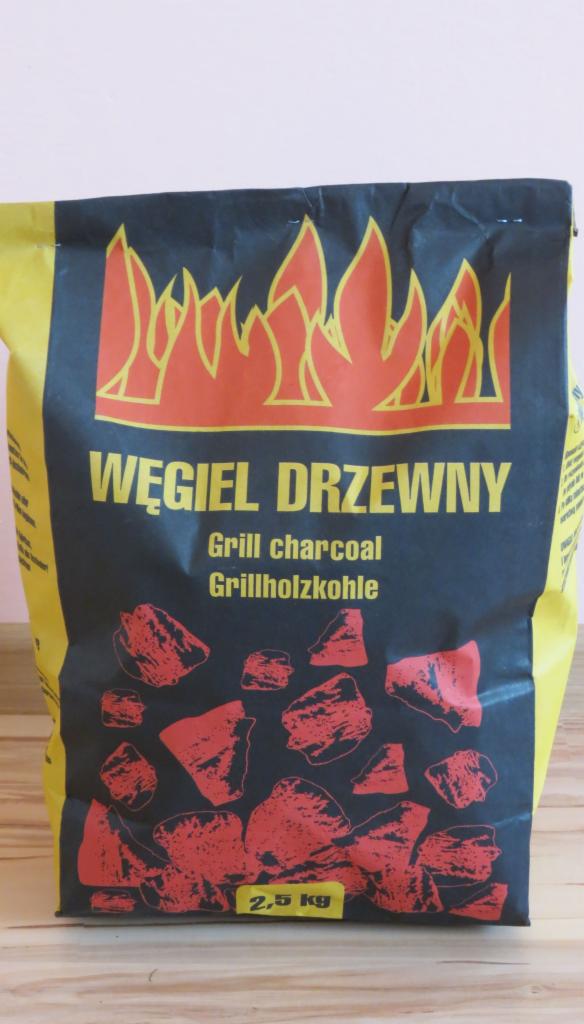 WĘGIEL DRZEWNY
Grill charcoal
Grillholzkohle
2,5 kg